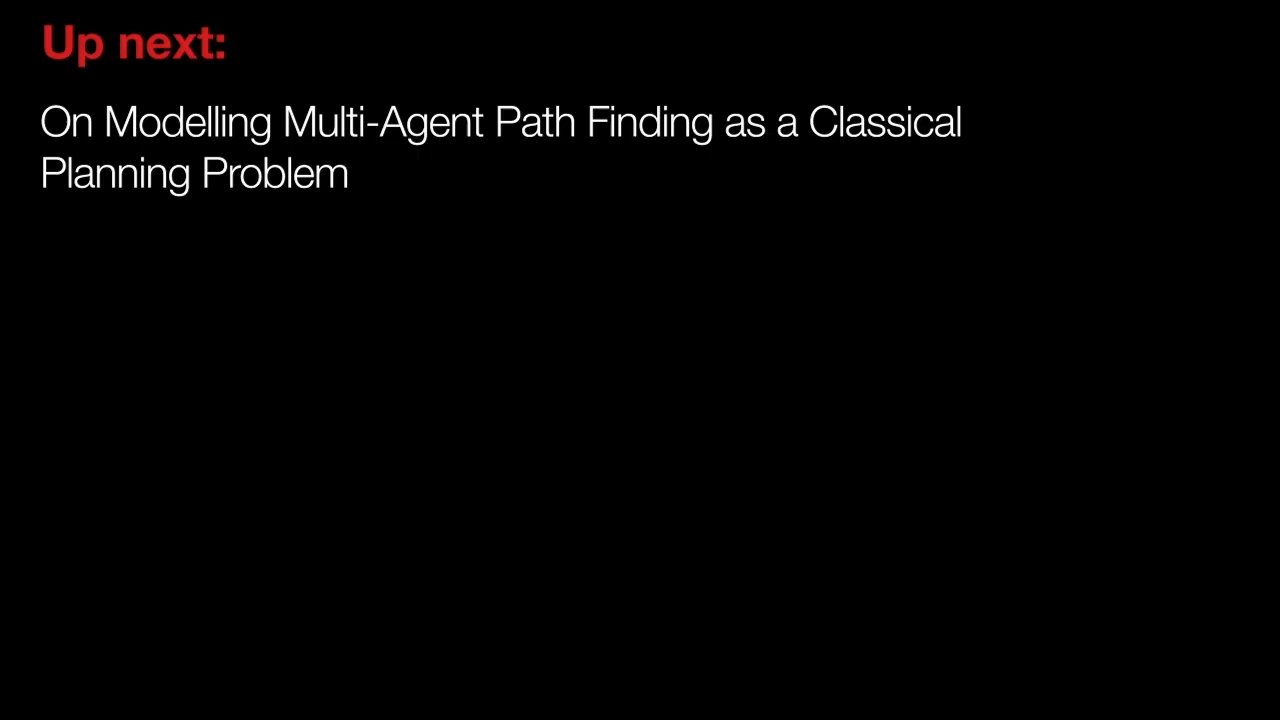 Up next:
On Modelling Multi-Agent Path Finding as a Classical
Planning Problem